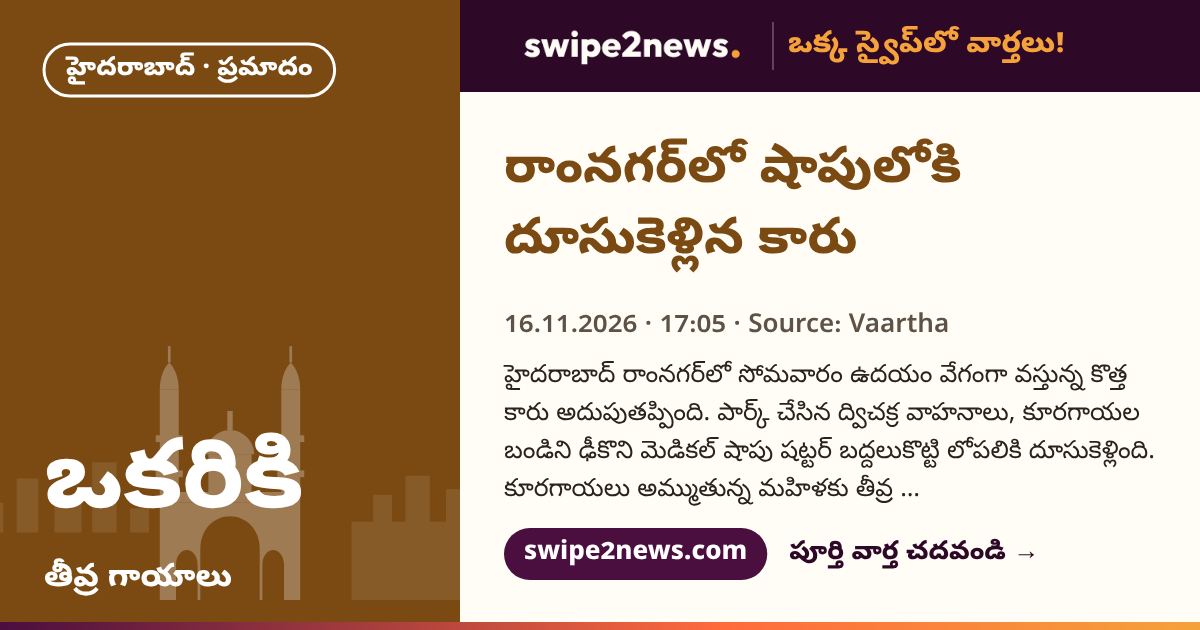 హైదరాబాద్ · ప్రమాదం
ఒకరికి
తీవ్ర గాయాలు
swipe2news.
ఒక్క స్వైప్‌లో వార్తలు!
రాంనగర్‌లో షాపులోకి
దూసుకెళ్లిన కారు
16.11.2026 · 17:05 · Source: Vaartha
హైదరాబాద్ రాంనగర్‌లో సోమవారం ఉదయం వేగంగా వస్తున్న కొత్త
కారు అదుపుతప్పింది. పార్క్ చేసిన ద్విచక్ర వాహనాలు, కూరగాయల
బండిని ఢీకొని మెడికల్ షాపు షట్టర్ బద్దలుకొట్టి లోపలికి దూసుకెళ్లింది.
కూరగాయలు అమ్ముతున్న మహిళకు తీవ్ర ...
swipe2news.com
పూర్తి వార్త చదవండి →